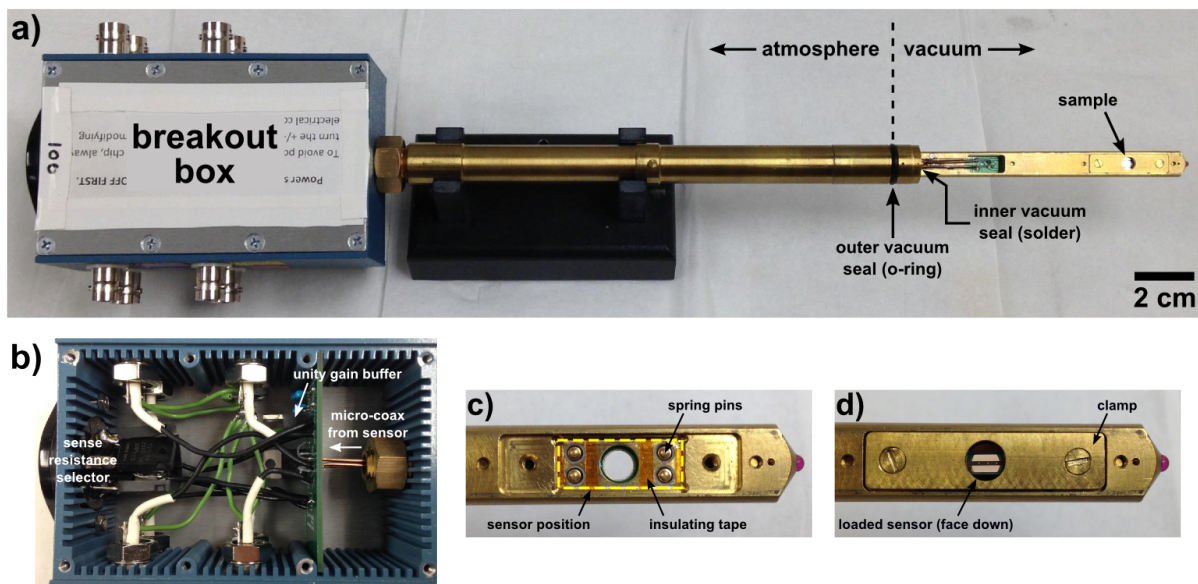 a)
atmosphere
vacuum
sample
breakout
box
electrical co
turn the +/-
modifying
To avoid po
chip, alway
Power s
OFF FIRST.
100
inner vacuum
seal (solder)
outer vacuum
seal (o-ring)
2 cm
b)
unity gain buffer
micro-coax
from sensor
sense
resistance
selector
c)
spring pins
sensor position
insulating tape
d)
clamp
loaded sensor (face down)